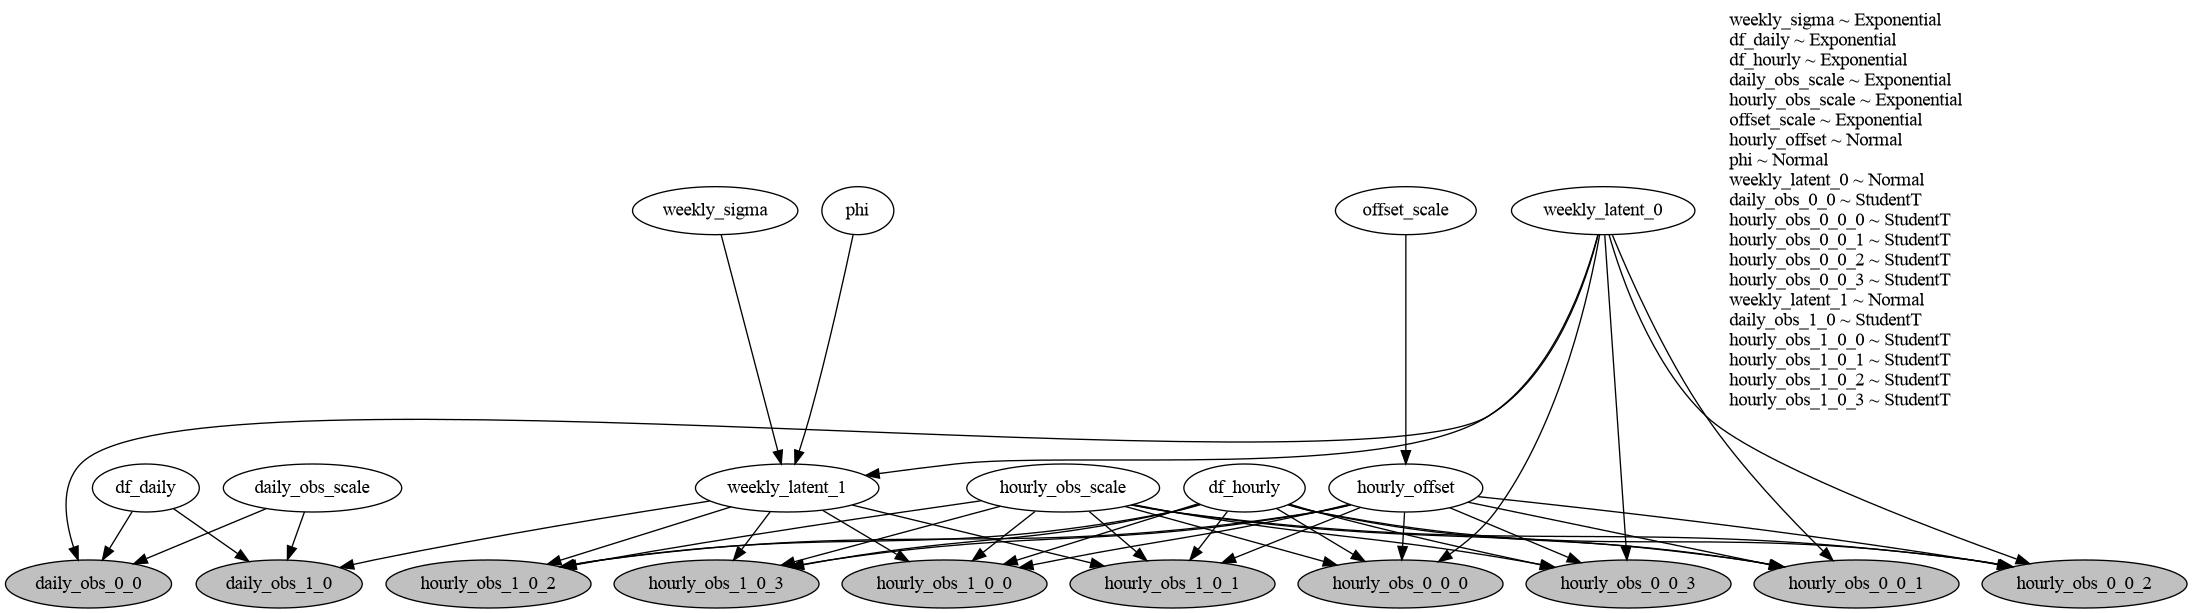 weekly_sigma ~ Exponential
df_daily ~ Exponential
df_hourly ~ Exponential
daily_obs_scale ~ Exponential
hourly_obs_scale ~ Exponential
offset_scale ~ Exponential
hourly_offset ~ Normal
phi ~ Normal
weekly_latent_0 ~ Normal
daily_obs_0_0 ~ StudentT
hourly_obs_0_0_0 ~ StudentT
hourly_obs_0_0_1 ~ StudentT
hourly_obs_0_0_2 ~ StudentT
hourly_obs_0_0_3 ~ StudentT
weekly_latent_1 ~ Normal
daily_obs_1_0 ~ StudentT
hourly_obs_1_0_0 ~ StudentT
hourly_obs_1_0_1 ~ StudentT
hourly_obs_1_0_2 ~ StudentT
hourly_obs_1_0_3 ~ StudentT
weekly_sigma
phi
offset_scale
weekly_latent_0
df_daily
daily_obs_scale
weekly_latent_1
hourly_obs_scale
df_hourly
hourly_offset
daily_obs_0_0
daily_obs_1_0
hourly_obs_1_0_2
hourly_obs_1_0_3
hourly_obs_1_0_0
hourly_obs_1_0_1
hourly_obs_0_0_0
hourly_obs_0_0_3
hourly_obs_0_0_1
hourly_obs_0_0_2